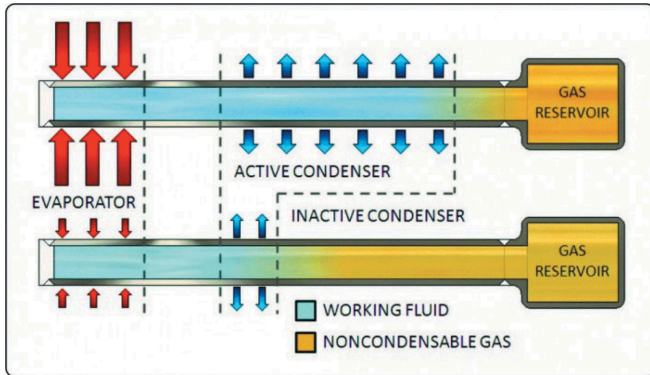 GAS
RESERVOIR
ACTIVE CONDENSER
EVAPORATOR
INACTIVE CONDENSER
GAS
RESERVOIR
WORKING FLUID
NONCONDENSABLE GAS